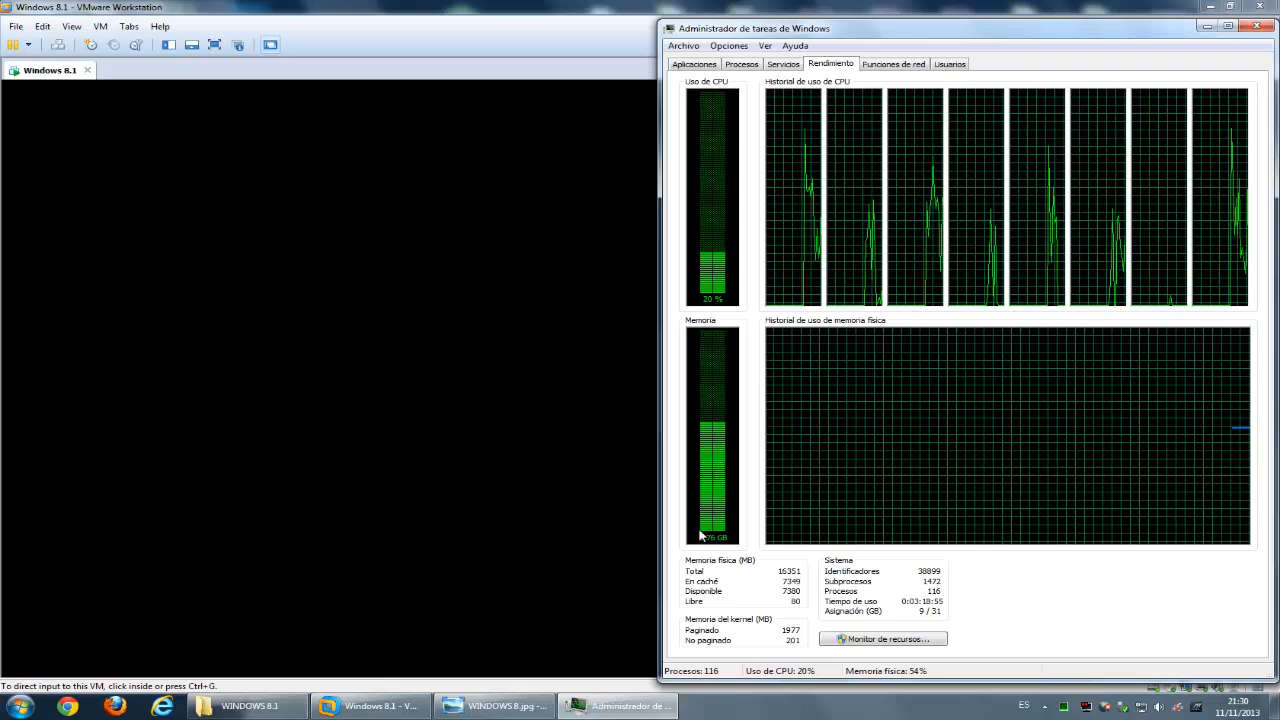 Windows 8.1 - VMware Workstation
File Edit View VM Tabs Help
Windows 8.1
Administrador de tareas de Windows
Archivo Opciones Ver Ayuda
Aplicaciones Procesos Servicios Rendimiento Funciones de red Usuarios
Uso de CPU Historial de uso de CPU
20 %
Memoria Historial de uso de memoria física
76 GB
Memoria física (MB)
Total 16351
En caché 7349
Disponible 7380
Libre 80
Sistema
Identificadores 38899
Subprocesos 1472
Procesos 116
Tiempo de uso 0:03:18:55
Asignación (GB) 9 / 31
Memoria del kernel (MB)
Paginado 1977
No paginado 201
Monitor de recursos...
Procesos: 116 Uso de CPU: 20% Memoria física: 54%
To direct input to this VM, click inside or press Ctrl+G.
WINDOWS 8.1 Windows 8.1 - V... WINDOWS 8.jpg -... Administrador de ... ES 21:30
11/11/2013